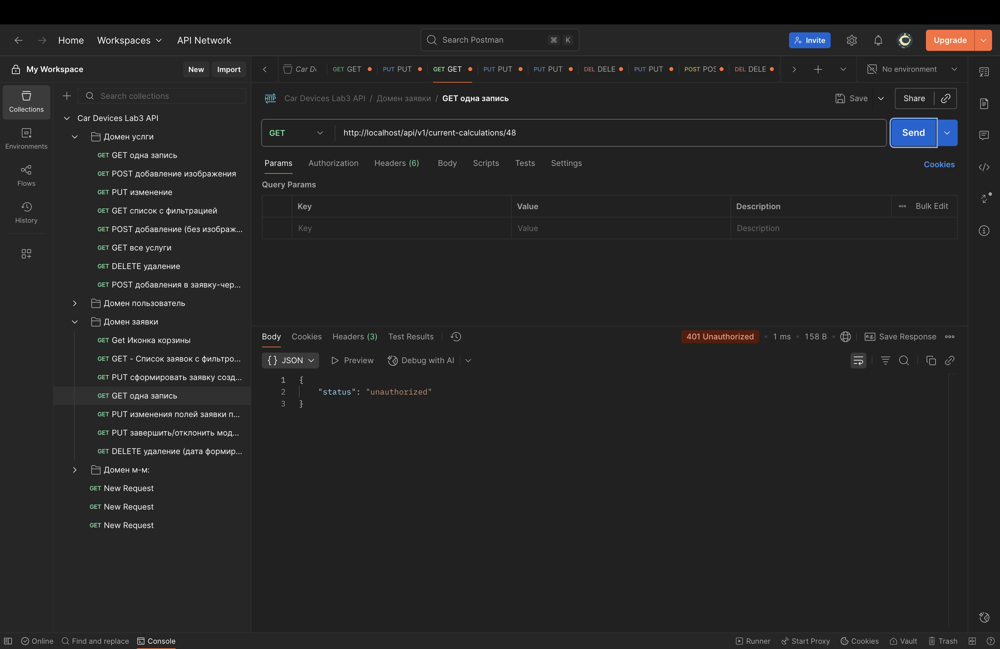 Home Workspaces API Network Search Postman ⌘ K Invite Upgrade
My Workspace New Import
Car De GET GET PUT PUT GET GET PUT PUT PUT PUT DEL DELE PUT PUT POST POS DEL DELE No environment
Collections
Environments
Flows
History
Search collections
Car Devices Lab3 API
Домен услги
GET GET одна запись
GET POST добавление изображения
GET PUT изменение
GET GET список с фильтрацией
GET POST добавление (без изображ...
GET GET все услуги
GET DELETE удаление
GET POST добавления в заявку-чер...
Домен пользователь
Домен заявки
GET Get Иконка корзины
GET GET - Список заявок с фильтро...
GET PUT сформировать заявку созд...
GET GET одна запись
GET PUT изменения полей заявки п...
GET PUT завершить/отклонить мод...
GET DELETE удаление (дата формир...
Домен м-м:
GET New Request
GET New Request
GET New Request
HTTP Car Devices Lab3 API / Домен заявки / GET одна запись Save Share
GET http://localhost/api/v1/current-calculations/48 Send
Params Authorization Headers (6) Body Scripts Tests Settings Cookies
Query Params
Key Value Description Bulk Edit
Key Value Description
Body Cookies Headers (3) Test Results 401 Unauthorized • 1 ms • 158 B • e.g. Save Response
{} JSON Preview Debug with AI
1 {
2 "status": "unauthorized"
3 }
Online Find and replace Console Runner Start Proxy Cookies Vault Trash